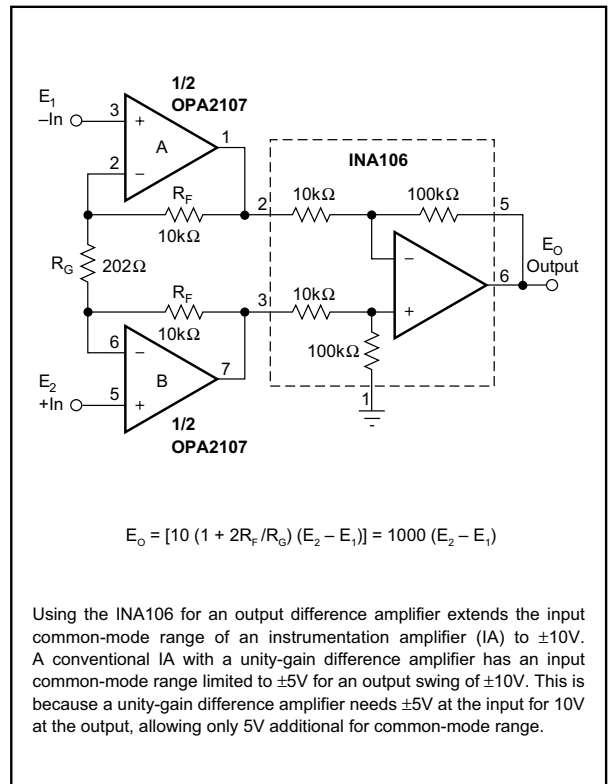 1/2
OPA2107
E1
–In
3
+
A
1
2
–
INA106
RF
10kΩ
2
10kΩ
100kΩ
5
RG
202Ω
–
+
6
EO
Output
RF
10kΩ
3
10kΩ
100kΩ
1
6
–
B
7
E2
+In
5
+
1/2
OPA2107
EO = [10 (1 + 2RF/RG) (E2 – E1)] = 1000 (E2 – E1)
Using the INA106 for an output difference amplifier extends the input
common-mode range of an instrumentation amplifier (IA) to ±10V.
A conventional IA with a unity-gain difference amplifier has an input
common-mode range limited to ±5V for an output swing of ±10V. This is
because a unity-gain difference amplifier needs ±5V at the input for 10V
at the output, allowing only 5V additional for common-mode range.